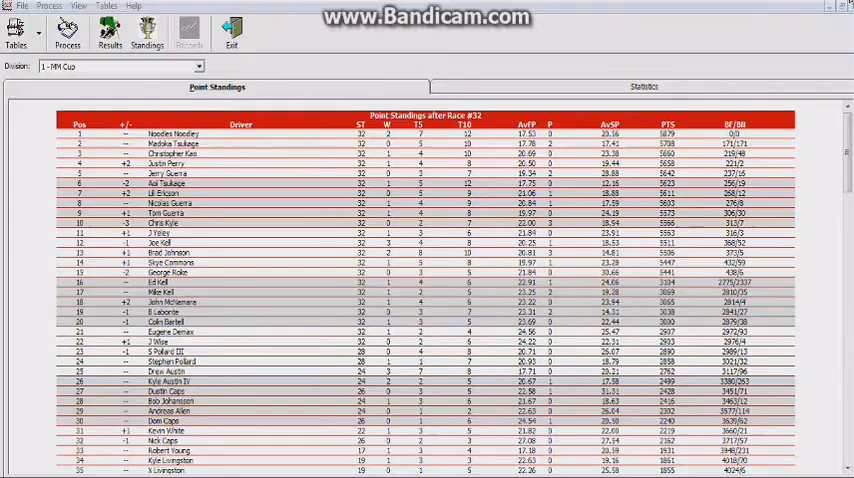 www.Bandicam.com
File Process View Tables Help
Tables Process Results Standings Records Exit
Division: 1 - MM Cup
Point Standings Statistics
Point Standings after Race #32
Pos +/- Driver ST W T5 T10 AvFP P AvSP PTS BF/BN
1 -- Noodles Noodley 32 2 7 12 17.53 0 20.56 5879 0/0
2 -- Madoka Tsukage 32 0 5 10 17.78 2 17.41 5708 171/171
3 -- Christopher Kao 32 1 4 10 20.69 0 23.38 5660 219/48
4 +2 Justin Perry 32 1 4 8 20.50 0 19.44 5658 221/2
5 -- Jerry Guerra 32 0 3 7 19.34 2 28.88 5642 237/16
6 -2 Aoi Tsukage 32 1 5 12 17.75 0 12.16 5623 256/19
7 +2 Lili Ericson 32 0 5 9 21.06 1 18.88 5611 268/12
8 -- Nicolas Guerra 32 1 4 9 20.84 1 17.59 5603 276/8
9 +1 Tom Guerra 32 1 4 8 19.97 0 24.19 5573 306/30
10 -3 Chris Kyle 32 0 2 7 22.00 3 18.94 5566 313/7
11 +1 J Yeley 32 1 3 6 21.84 0 23.91 5563 316/3
12 -1 Joe Kell 32 3 4 8 20.25 1 18.53 5511 368/52
13 +1 Brad Johnson 32 2 8 10 20.81 3 14.81 5506 373/5
14 +1 Skye Commons 32 1 5 8 19.97 1 23.28 5447 432/59
15 -2 George Roke 32 0 3 5 21.84 0 30.66 5441 438/6
16 -- Ed Kell 32 1 4 6 22.91 1 24.06 3104 2775/2337
17 -- Mike Kell 32 1 2 5 23.25 2 19.28 3069 2810/35
18 +2 John McNamara 32 1 4 6 23.22 0 23.94 3065 2814/4
19 -1 B Labonte 32 0 3 7 23.31 2 14.31 3038 2841/27
20 -1 Colin Bartell 32 1 3 5 23.69 0 22.44 3000 2879/38
21 -- Eugene Demax 32 1 2 4 24.56 0 25.47 2907 2972/93
22 +1 J Wise 32 1 2 4 24.22 0 22.31 2903 2976/4
23 -1 S Pollard III 28 0 4 8 20.71 0 26.07 2890 2989/13
24 -- Stephen Pollard 28 1 1 7 20.93 0 18.79 2858 3021/32
25 -- Drew Austin 24 3 7 8 17.71 0 20.21 2762 3117/96
26 -- Kyle Austin IV 24 2 2 5 20.67 1 17.58 2499 3380/263
27 -- Dustin Caps 26 0 3 5 22.58 1 31.31 2428 3451/71
28 -- Bob Johansson 24 1 3 6 21.67 0 18.63 2416 3463/12
29 -- Andreas Allen 24 0 1 2 22.63 0 26.04 2302 3577/114
30 -- Dom Caps 26 0 1 6 24.54 1 20.50 2240 3639/62
31 +1 Kevin White 22 1 3 5 21.82 0 22.00 2219 3660/21
32 -1 Nick Caps 26 0 2 3 27.08 0 27.54 2162 3717/57
33 -- Robert Young 17 1 3 4 17.18 0 20.59 1931 3948/231
34 -- Kyle Livingston 19 1 3 3 22.63 0 19.16 1861 4018/70
35 -- X Livingston 19 0 1 5 22.26 0 25.58 1855 4024/6